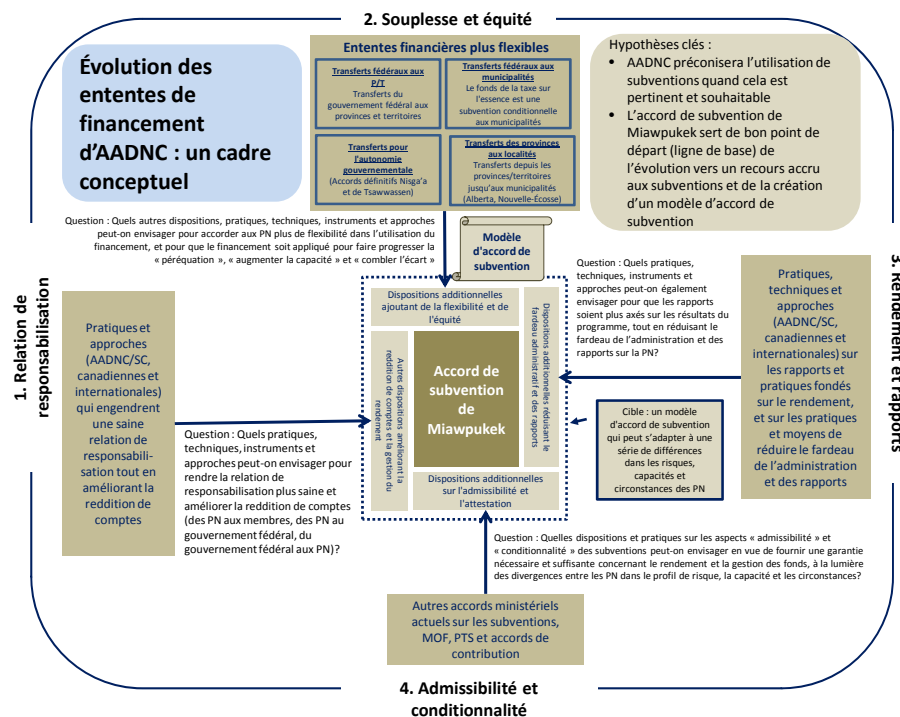 2. Souplesse et équité
Évolution des
ententes de
financement
d'AADNC : un cadre
conceptuel
Ententes financières plus flexibles
Transferts fédéraux aux
P/T
Transferts du
gouvernement fédéral aux
provinces et territoires
Transferts fédéraux aux
municipalités
Le fonds de la taxe sur
l'essence est une
subvention conditionnelle
aux municipalités
Transferts pour
l'autonomie
gouvernementale
(Accords définitifs Nisga'a
et de Tsawwassen)
Transferts des provinces
aux localités
Transferts depuis les
provinces/territoires
jusqu'aux municipalités
(Alberta, Nouvelle-Écosse)
Hypothèses clés :
• AADNC préconisera l'utilisation de
subventions quand cela est
pertinent et souhaitable
• L'accord de subvention de
Miawpukek sert de bon point de
départ (ligne de base) de
l'évolution vers un recours accru
aux subventions et de la création
d'un modèle d'accord de
subvention
Question : Quels autres dispositions, pratiques, techniques, instruments et approches
peut-on envisager pour accorder aux PN plus de flexibilité dans l'utilisation du
financement, et pour que le financement soit appliqué pour faire progresser la
« péréquation », « augmenter la capacité » et « combler l'écart »
Modèle
d'accord de
subvention
1. Relation de
responsabilisation
Pratiques et
approches
(AADNC/SC,
canadiennes et
internationales)
qui engendrent
une saine
relation de
responsabili-
sation tout en
améliorant la
reddition de
comptes
Question : Quels pratiques,
techniques, instruments et
approches peut-on envisager pour
rendre la relation de
responsabilisation plus saine et
améliorer la reddition de comptes
(des PN aux membres, des PN au
gouvernement fédéral, du
gouvernement fédéral aux PN)?
Dispositions additionnelles
ajoutant de la flexibilité et de
l'équité
Autres dispositions améliorant la
reddition de comptes et la gestion du
rendement
Accord de
subvention
de
Miawpukek
Dispositions additionnelles réduisant le
fardeau administratif et des rapports
Dispositions additionnelles
sur l'admissibilité et
l'attestation
Question : Quels pratiques,
techniques, instruments et
approches peut-on également
envisager pour que les rapports
soient plus axés sur les résultats du
programme, tout en réduisant le
fardeau de l'administration et des
rapports sur la PN?
Cible : un modèle
d'accord de subvention
qui peut s'adapter à une
série de différences
dans les risques,
capacités et
circonstances des PN
Pratiques,
techniques et
approches
(AADNC/SC,
canadiennes et
internationales) sur
les rapports et
pratiques fondés
sur le rendement,
et sur les pratiques
et moyens de
réduire le fardeau
de l'administration
et des rapports
3. Rendement et rapports
Question : Quelles dispositions et pratiques sur les aspects « admissibilité » et
« conditionnalité » des subventions peut-on envisager en vue de fournir une garantie
nécessaire et suffisante concernant le rendement et la gestion des fonds, à la lumière
des divergences entre les PN dans le profil de risque, la capacité et les circonstances?
Autres accords ministériels
actuels sur les subventions,
MOF, PTS et accords de
contribution
4. Admissibilité et
conditionnalité